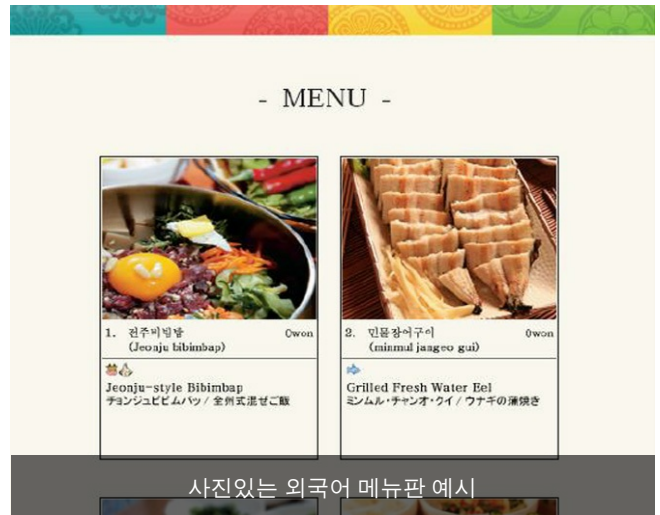 - MENU -
1. 전주비빔밥 0won
(Jeonju bibimbap)
Jeonju-style Bibimbap
チョンジュビビムバッ / 全州式混ぜご飯
2. 민물장어구이 0won
(minmul jangeo gui)
Grilled Fresh Water Eel
ミンムル・チャンオ・クイ / ウナギの蒲焼き
사진있는 외국어 메뉴판 예시